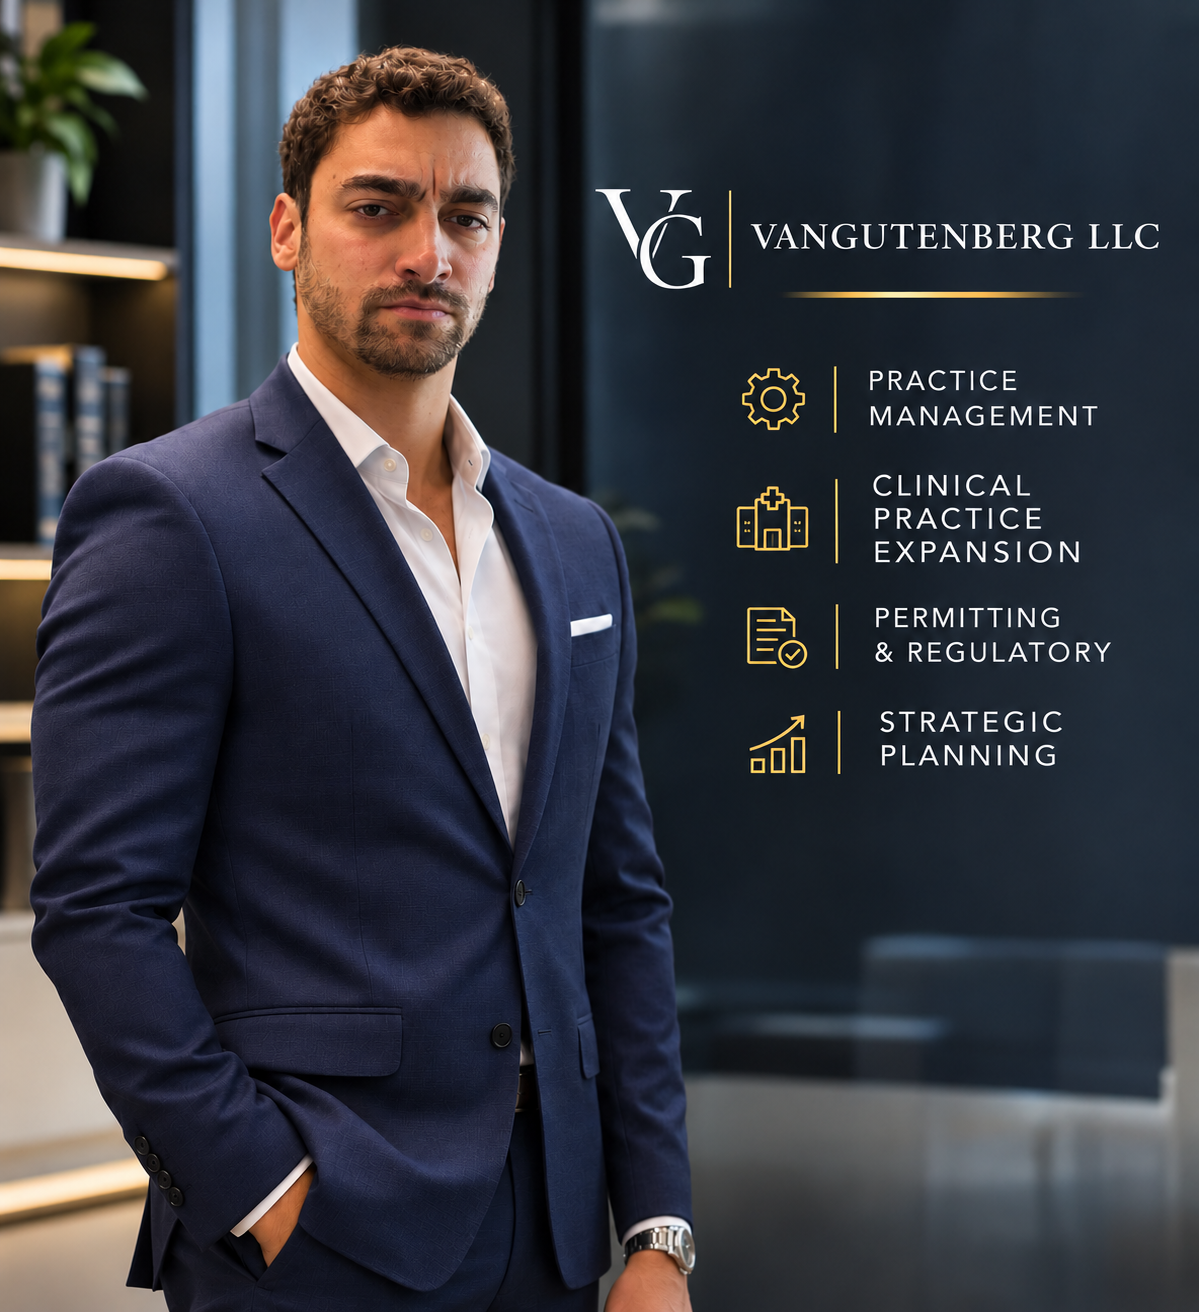 VG
VANGUTENBERG LLC
PRACTICE
MANAGEMENT
CLINICAL
PRACTICE
EXPANSION
PERMITTING
& REGULATORY
STRATEGIC
PLANNING